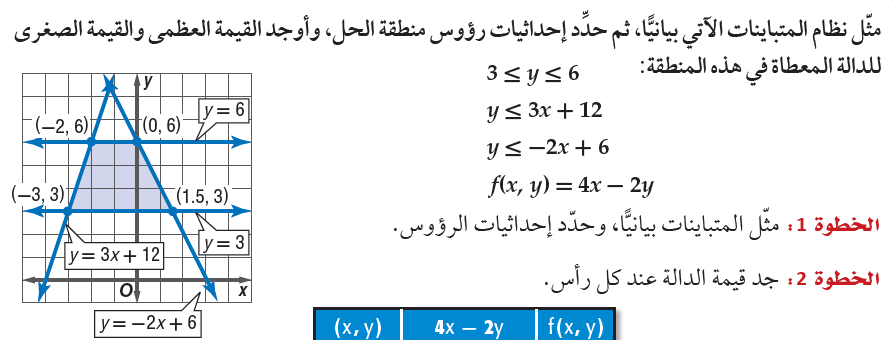 مثّل نظام المتباينات الآتي بيانيًّا، ثم حدِّد إحداثيات رؤوس منطقة الحل، وأوجد القيمة العظمى والقيمة الصغرى
للدالة المعطاة في هذه المنطقة:
3 ≤ y ≤ 6
y ≤ 3x + 12
y ≤ −2x + 6
f(x, y) = 4x − 2y
الخطوة 1: مثّل المتباينات بيانيًّا، وحدّد إحداثيات الرؤوس.
الخطوة 2: جد قيمة الدالة عند كل رأس.
y
y = 6
(−2, 6)
(0, 6)
(−3, 3)
(1.5, 3)
y = 3
y = 3x + 12
O
x
y = −2x + 6
(x, y) 4x − 2y f(x, y)